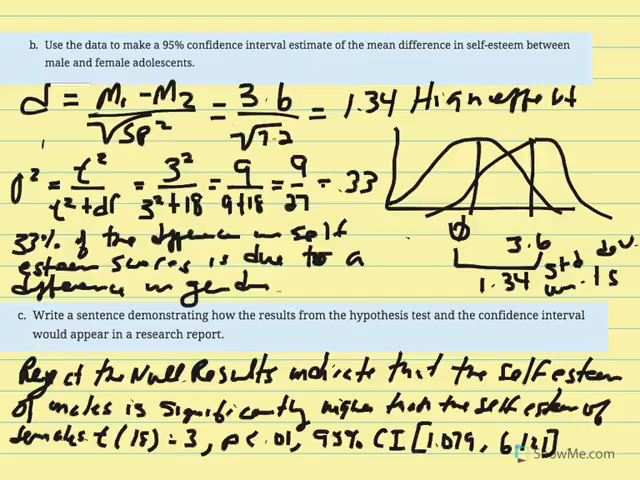 b. Use the data to make a 95% confidence interval estimate of the mean difference in self-esteem between
male and female adolescents.
d = M₁ - M₂ / √Sp² = 3.6 / √7.2 = 1.34 High effect
r² = t² / t² + df = 3² / 3² + 18 = 9 / 9 + 18 = 9 / 27 = .33
33% of the difference in self
esteem scores is due to a
difference in gender
0
3.6
1.34 std dev.
units
c. Write a sentence demonstrating how the results from the hypothesis test and the confidence interval
would appear in a research report.
Reject the Null. Results indicate that the self esteem
of males is significantly higher than the self esteem of
females t(18) = 3, p < .01, 95% CI [1.079, 6.121].
ShowMe.com